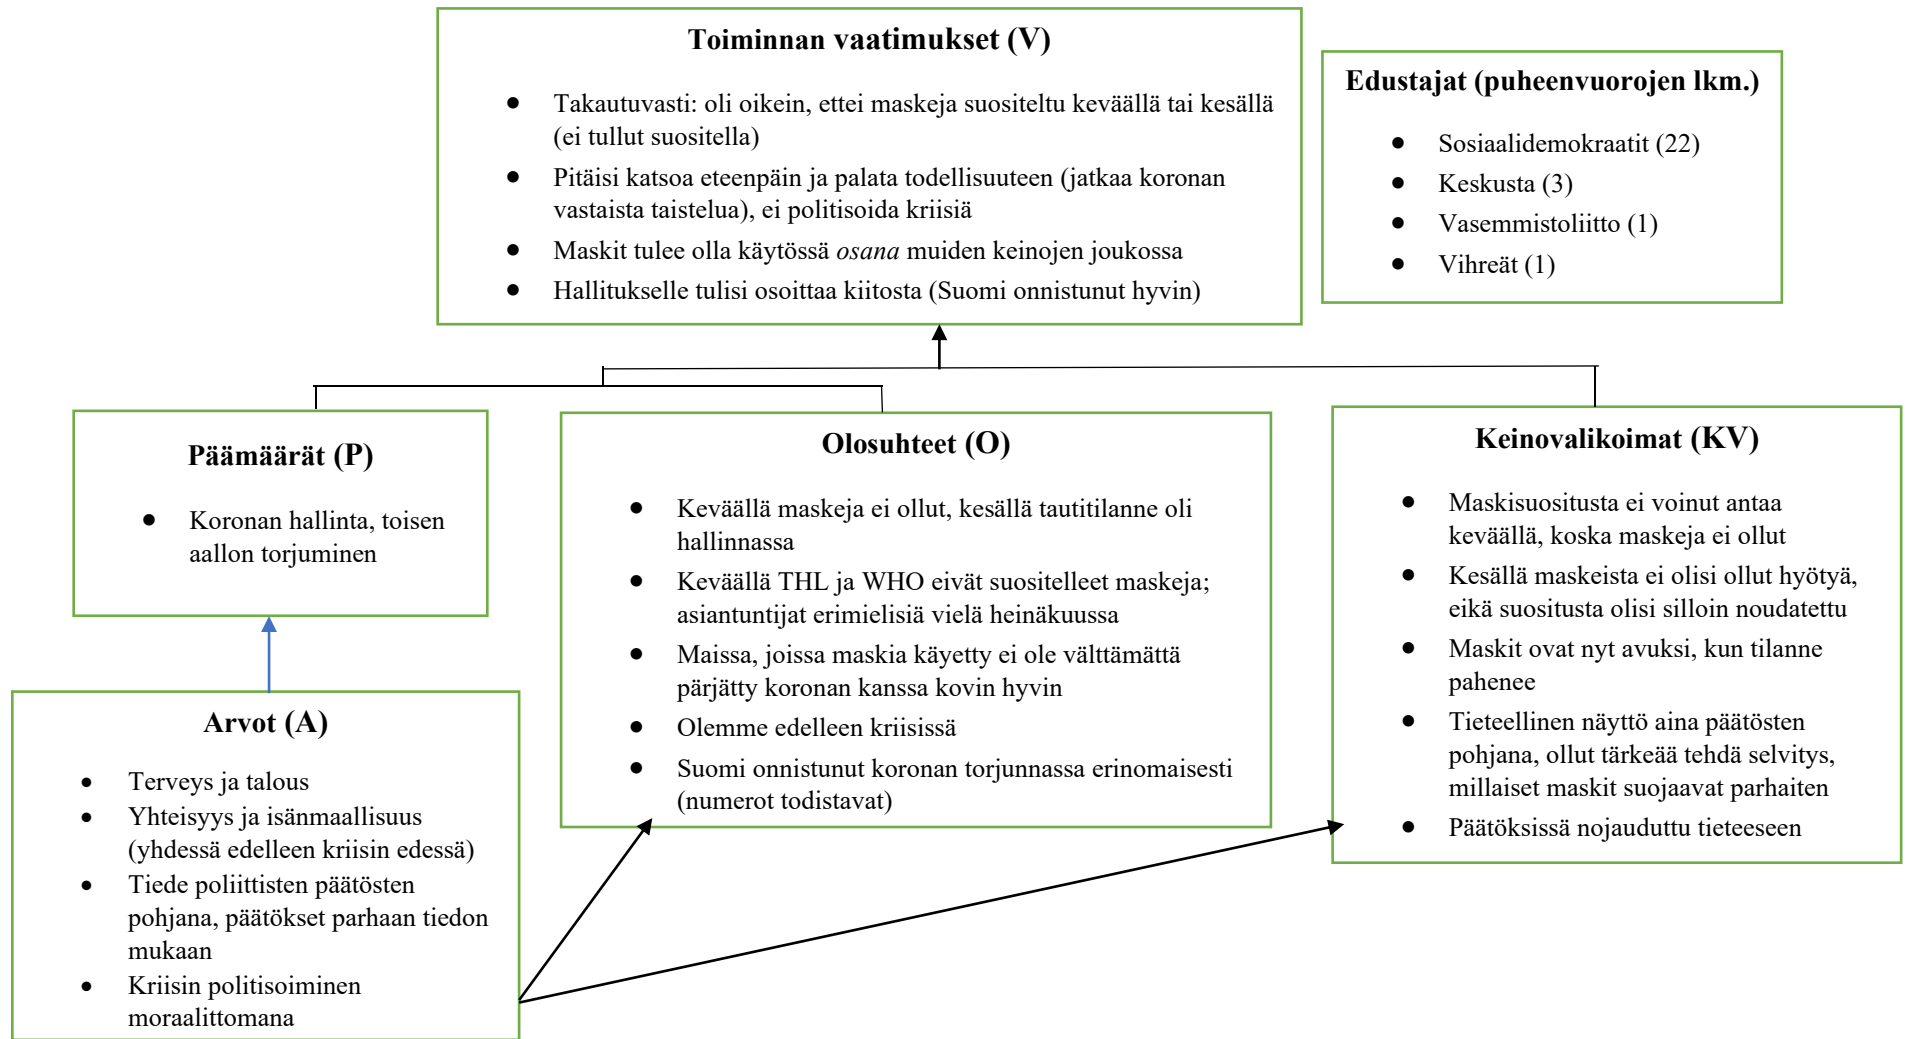 Toiminnan vaatimukset (V)
● Takautuvasti: oli oikein, ettei maskeja suositeltu keväällä tai kesällä
(ei tullut suositella)
● Pitäisi katsoa eteenpäin ja palata todellisuuteen (jatkaa koronan
vastaista taistelua), ei politisoida kriisiä
● Maskit tulee olla käytössä osana muiden keinojen joukossa
● Hallitukselle tulisi osoittaa kiitosta (Suomi onnistunut hyvin)
Edustajat (puheenvuorojen lkm.)
● Sosiaalidemokraatit (22)
● Keskusta (3)
● Vasemmistoliitto (1)
● Vihreät (1)
Päämäärät (P)
● Koronan hallinta, toisen
aallon torjuminen
Olosuhteet (O)
● Keväällä maskeja ei ollut, kesällä tautitilanne oli
hallinnassa
● Keväällä THL ja WHO eivät suositelleet maskeja;
asiantuntijat erimielisiä vielä heinäkuussa
● Maissa, joissa maskia käyetty ei ole välttämättä
pärjätty koronan kanssa kovin hyvin
● Olemme edelleen kriisissä
● Suomi onnistunut koronan torjunnassa erinomaisesti
(numerot todistavat)
Keinovalikoimat (KV)
● Maskisuositusta ei voinut antaa
keväällä, koska maskeja ei ollut
● Kesällä maskeista ei olisi ollut hyötyä,
eikä suositusta olisi silloin noudatettu
● Maskit ovat nyt avuksi, kun tilanne
pahenee
● Tieteellinen näyttö aina päätösten
pohjana, ollut tärkeää tehdä selvitys,
millaiset maskit suojaavat parhaiten
● Päätöksissä nojauduttu tieteeseen
Arvot (A)
● Terveys ja talous
● Yhteisyys ja isänmaallisuus
(yhdessä edelleen kriisin edessä)
● Tiede poliittisten päätösten
pohjana, päätökset parhaan tiedon
mukaan
● Kriisin politisoiminen
moraalittomana